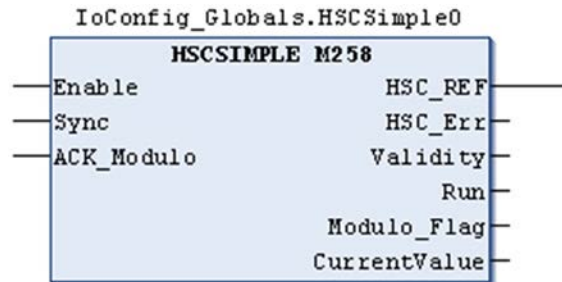 IoConfig_Globals.HSCSimple0
HSCSIMPLE M258
Enable HSC_REF
Sync HSC_Err
ACK_Modulo Validity
Run
Modulo_Flag
CurrentValue